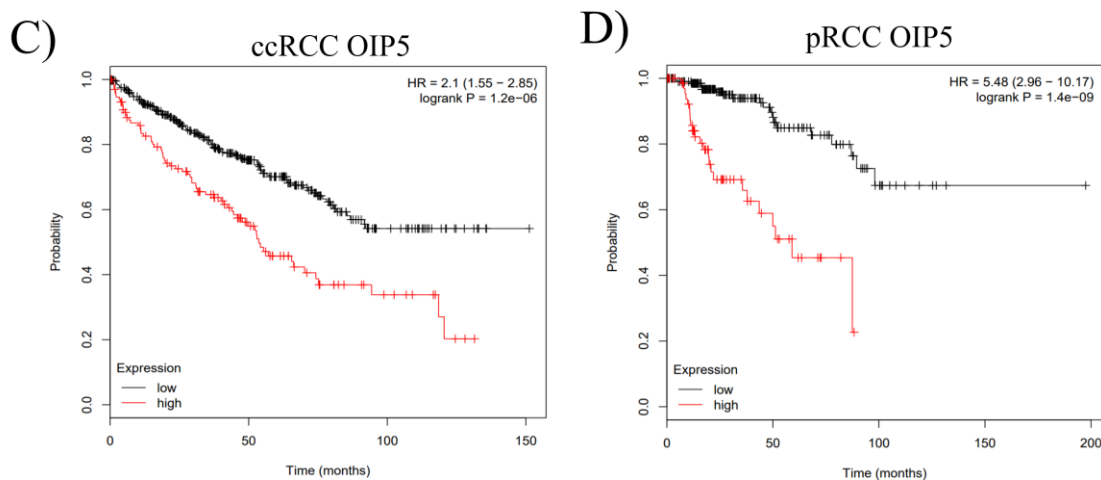 C)
ccRCC OIP5
HR = 2.1 (1.55 − 2.85)
logrank P = 1.2e−06
Probability
1.0
0.8
0.6
0.4
0.2
0.0
Expression
low
high
0
50
100
150
Time (months)
D)
pRCC OIP5
HR = 5.48 (2.96 − 10.17)
logrank P = 1.4e−09
Probability
1.0
0.8
0.6
0.4
0.2
0.0
Expression
low
high
0
50
100
150
200
Time (months)